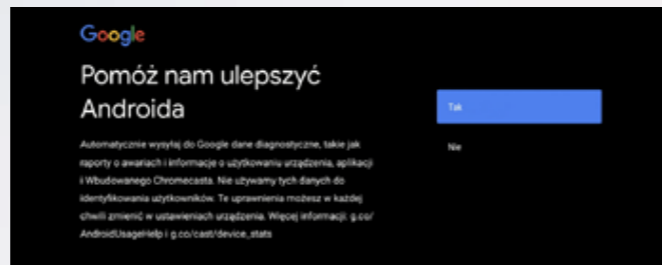 Google
Pomóż nam ulepszyć
Androida
Automatycznie wysyłaj do Google dane diagnostyczne, takie jak
raporty o awariach i informacje o użytkowaniu urządzenia, aplikacji
i Wbudowanego Chromecasta. Nie używamy tych danych do
identyfikowania użytkowników. Te uprawnienia możesz w każdej
chwili zmienić w ustawieniach urządzenia. Więcej informacji: g.co/
AndroidUsageHelp i g.co/cast/device_stats
Tak
Nie